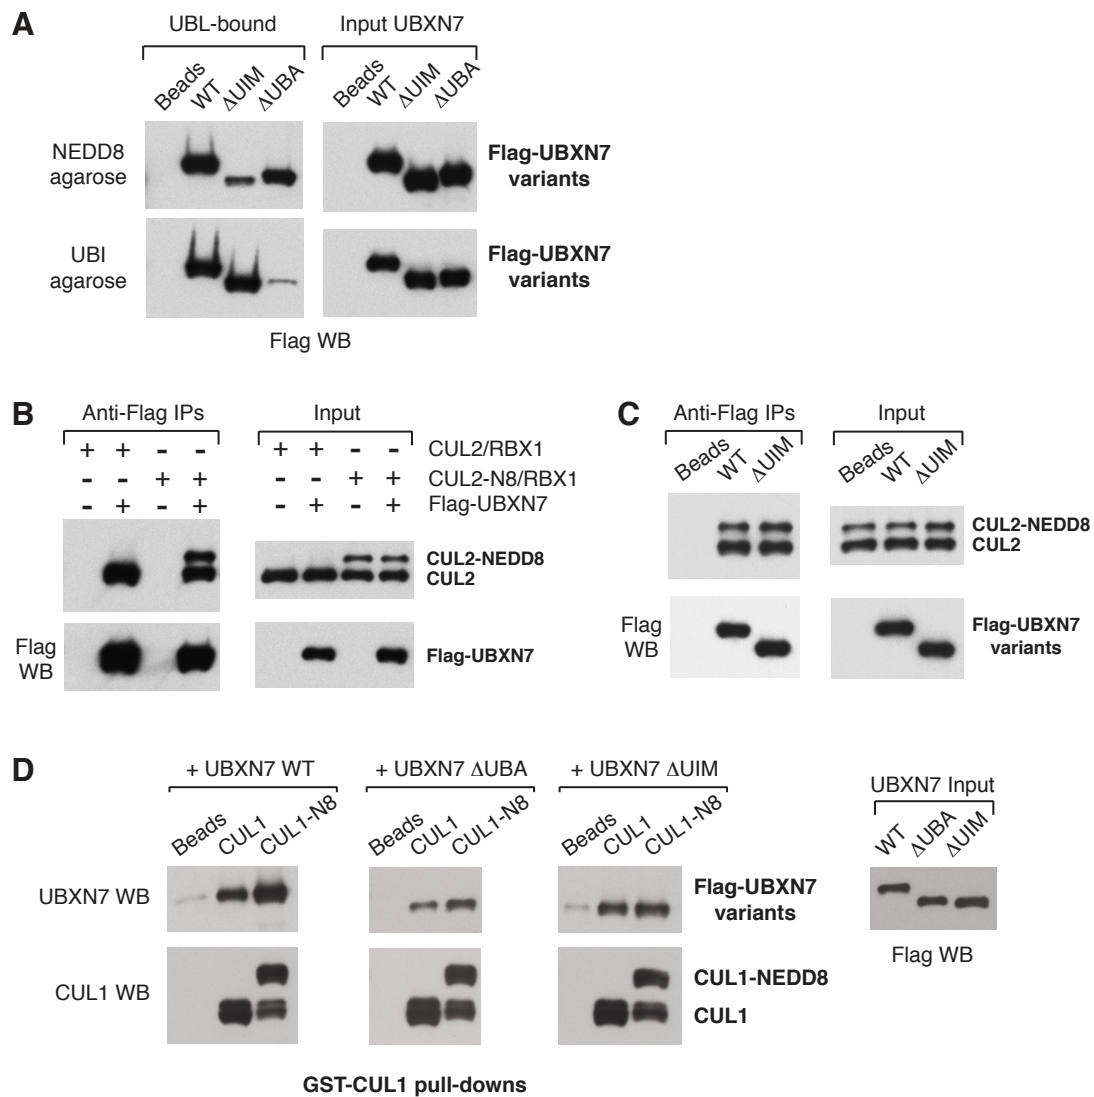 A
UBL-bound
Input UBXN7
Beads WT ΔUIM ΔUBA
Beads WT ΔUIM ΔUBA
NEDD8
agarose
Flag-UBXN7
variants
UBI
agarose
Flag-UBXN7
variants
Flag WB
B
Anti-Flag IPs
Input
+ + - - + + - - CUL2/RBX1
- - + + - - + + CUL2-N8/RBX1
- + - + - + - + Flag-UBXN7
CUL2-NEDD8
CUL2
Flag
WB
Flag-UBXN7
C
Anti-Flag IPs
Input
Beads WT ΔUIM
Beads WT ΔUIM
CUL2-NEDD8
CUL2
Flag
WB
Flag-UBXN7
variants
D
+ UBXN7 WT
+ UBXN7 ΔUBA
+ UBXN7 ΔUIM
UBXN7 Input
Beads CUL1 CUL1-N8
Beads CUL1 CUL1-N8
Beads CUL1 CUL1-N8
WT ΔUBA ΔUIM
UBXN7 WB
Flag-UBXN7
variants
Flag WB
CUL1 WB
CUL1-NEDD8
CUL1
GST-CUL1 pull-downs